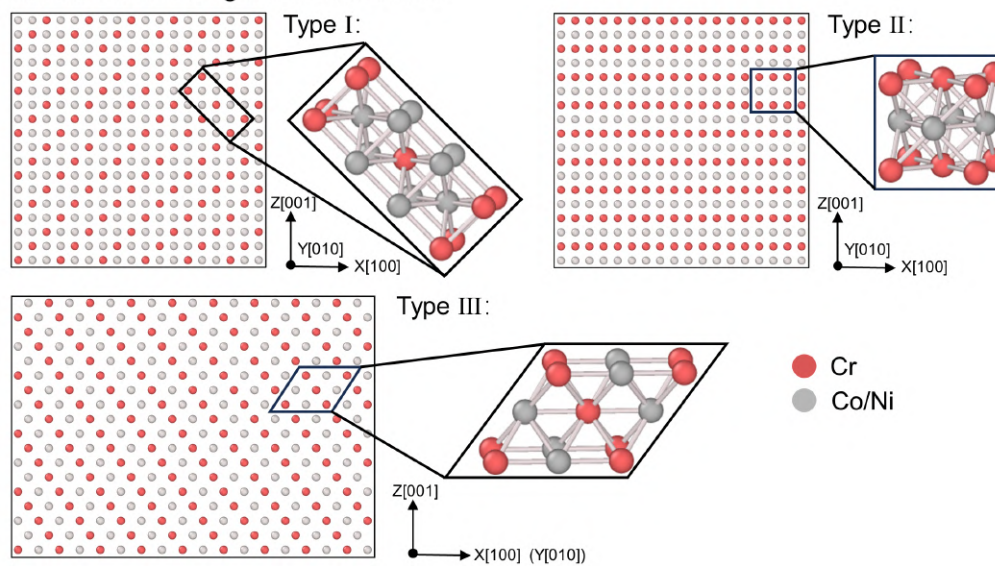 Type I:
Type II:
Z[001]
Y[010]
X[100]
Z[001]
Y[010]
X[100]
Type III:
Cr
Co/Ni
Z[001]
X[100] (Y[010])